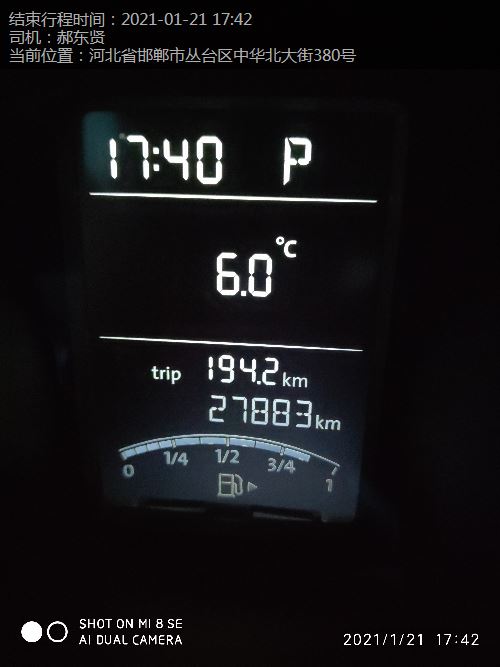 结束行程时间：2021-01-21 17:42
司机：郝东贤
当前位置：河北省邯郸市丛台区中华北大街380号
17:40 P
6.0 °C
trip 194.2 km
27883 km
0 1/4 1/2 3/4 1
SHOT ON MI 8 SE
AI DUAL CAMERA
2021/1/21 17:42